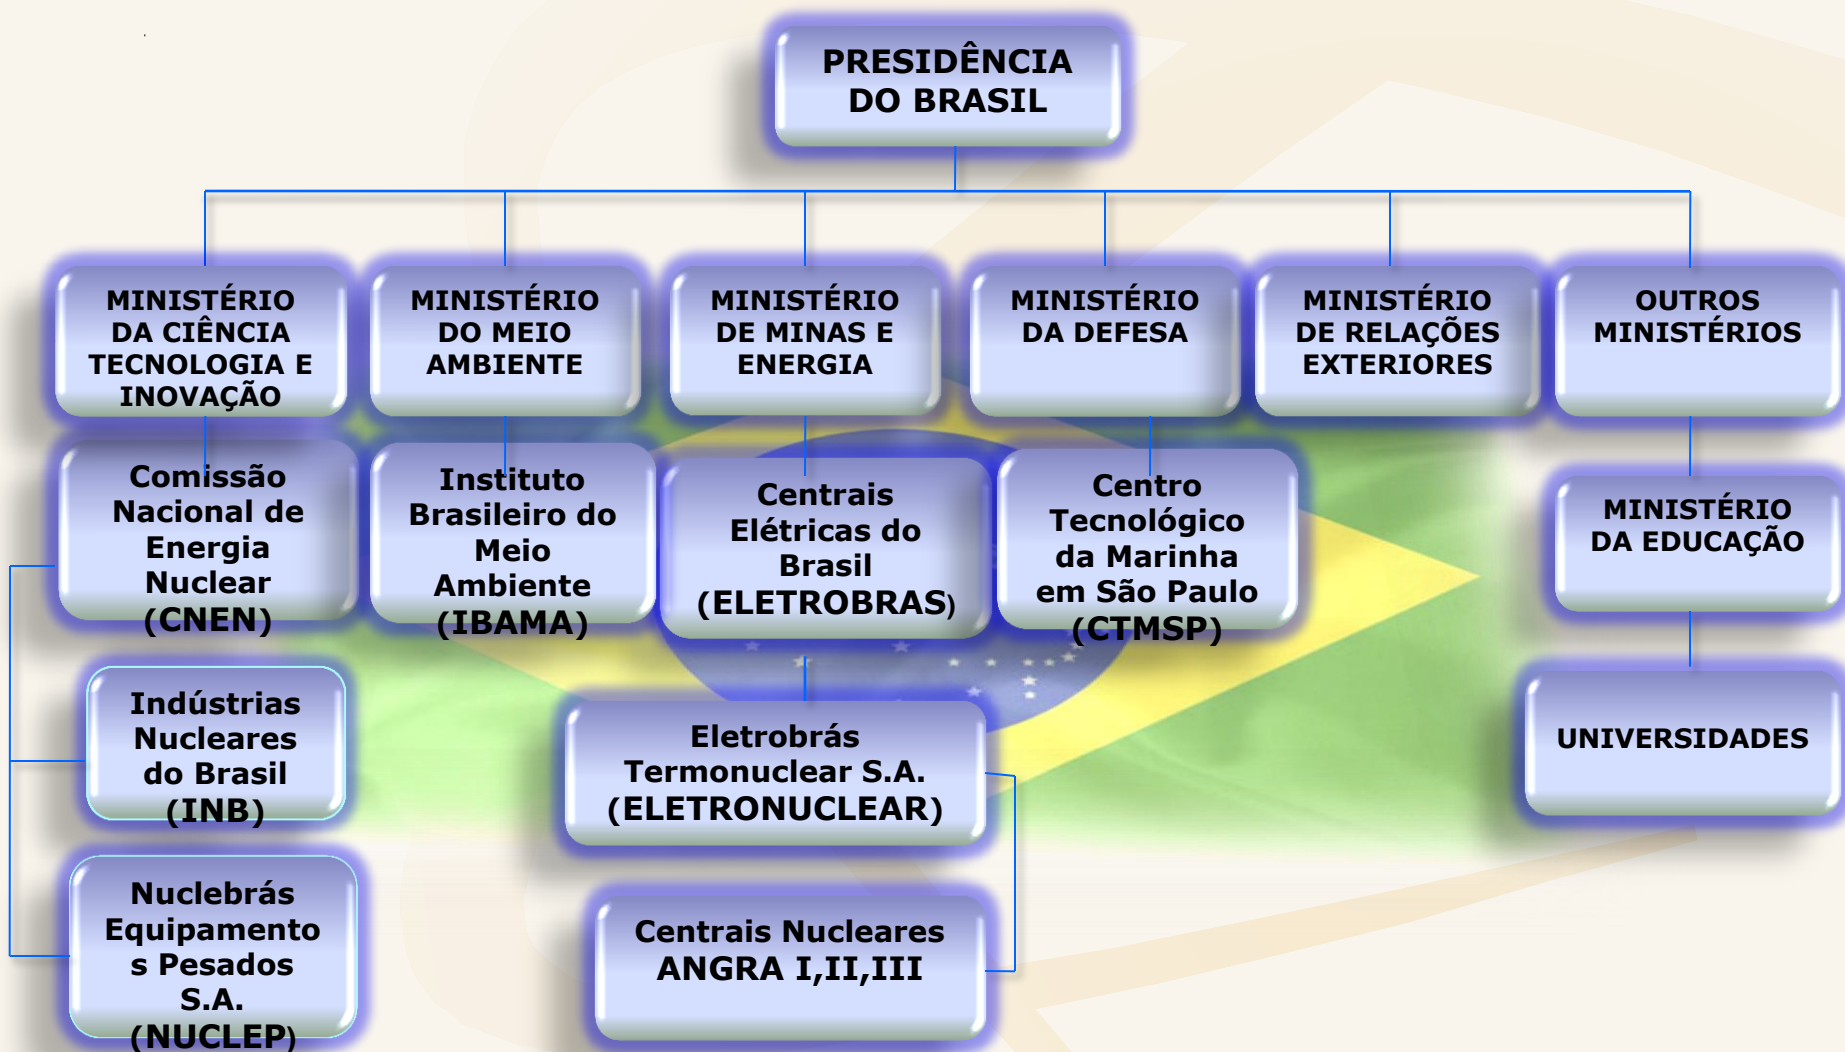 PRESIDÊNCIA
DO BRASIL
MINISTÉRIO
DA CIÊNCIA
TECNOLOGIA E
INOVAÇÃO
MINISTÉRIO
DO MEIO
AMBIENTE
MINISTÉRIO
DE MINAS E
ENERGIA
MINISTÉRIO
DA DEFESA
MINISTÉRIO
DE RELAÇÕES
EXTERIORES
OUTROS
MINISTÉRIOS
Comissão
Nacional de
Energia
Nuclear
(CNEN)
Instituto
Brasileiro do
Meio
Ambiente
(IBAMA)
Centrais
Elétricas do
Brasil
(ELETROBRAS)
Centro
Tecnológico
da Marinha
em São Paulo
(CTMSP)
MINISTÉRIO
DA EDUCAÇÃO
Indústrias
Nucleares
do Brasil
(INB)
Eletrobrás
Termonuclear S.A.
(ELETRONUCLEAR)
UNIVERSIDADES
Nuclebrás
Equipamento
s Pesados
S.A.
(NUCLEP)
Centrais Nucleares
ANGRA I,II,III